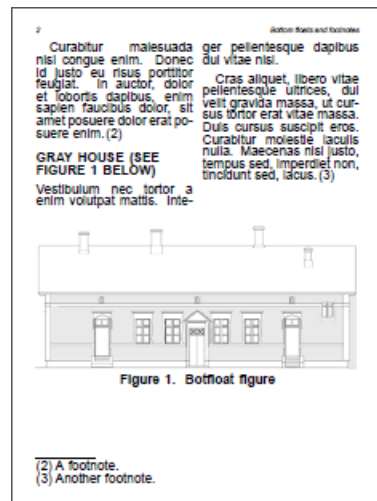 2
Bottom floats and footnotes
Curabitur malesuada
nisl congue enim. Donec
id justo eu risus porttitor
feugiat. In auctor, dolor
et lobortis dapibus, enim
sapien faucibus dolor, sit
amet posuere dolor erat po-
suere enim. (2)
GRAY HOUSE (SEE
FIGURE 1 BELOW)
Vestibulum nec tortor a
enim volutpat mattis. Inte-
ger pellentesque dapibus
dui vitae nisl.
Cras aliquet, libero vitae
pellentesque ultrices, dui
velit gravida massa, ut cur-
sus tortor erat vitae massa.
Duis cursus suscipit eros.
Curabitur molestie iaculis
nulla. Maecenas nisl justo,
tempus sed, imperdiet non,
tincidunt sed, lacus. (3)
Figure 1. Botfloat figure
(2) A footnote.
(3) Another footnote.